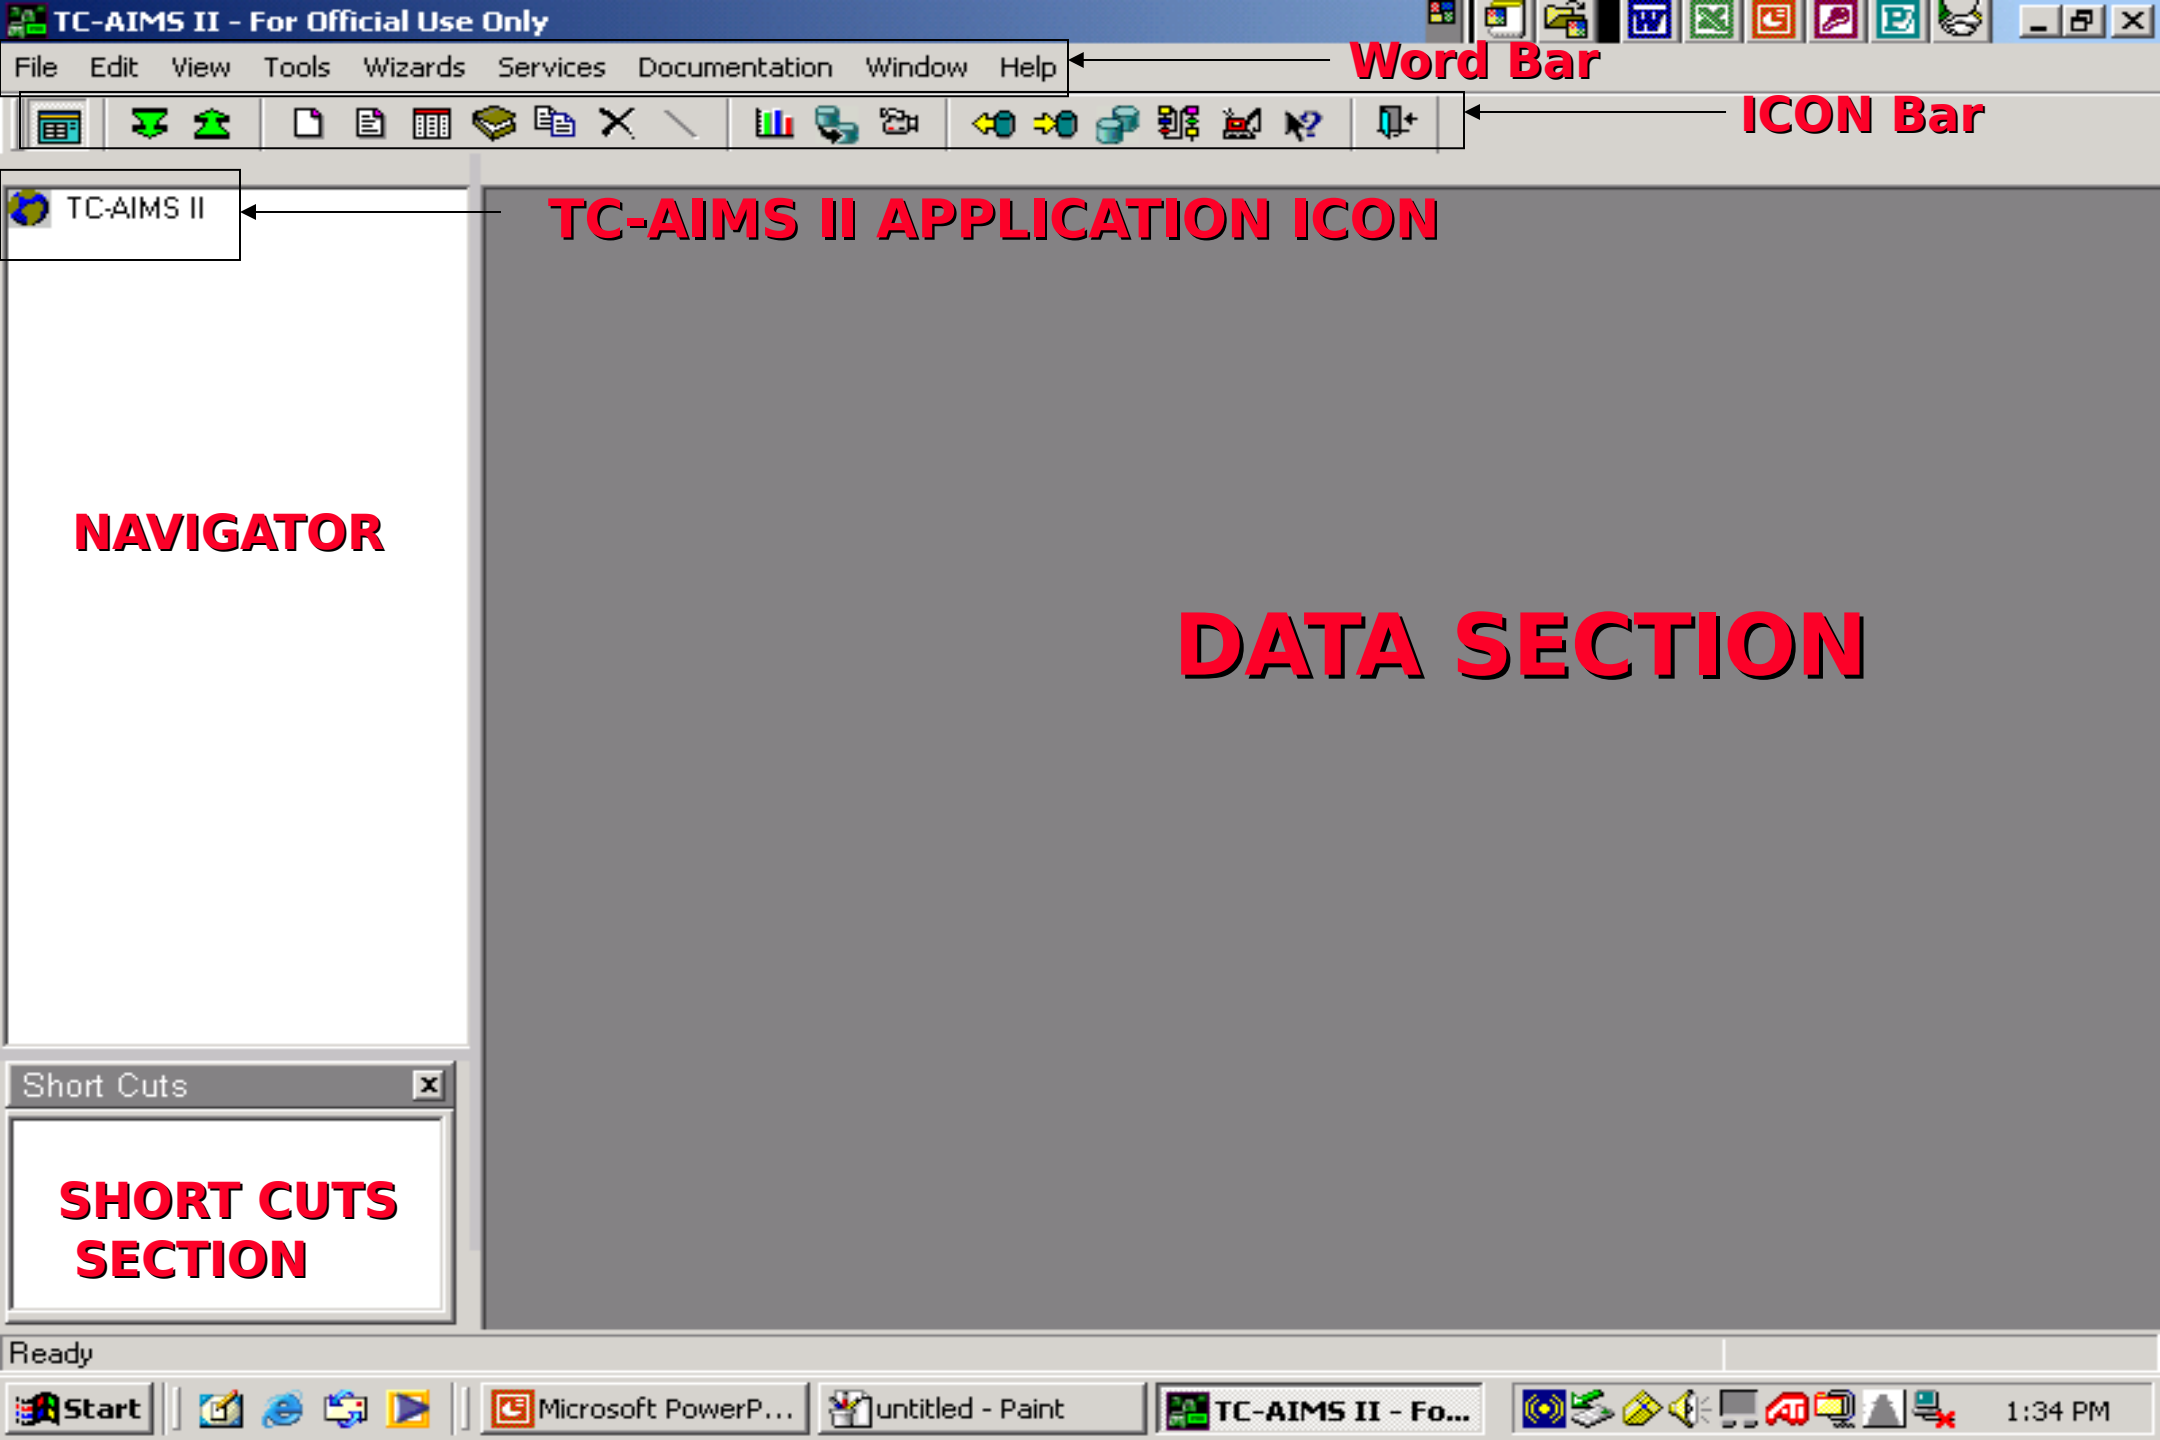 TC-AIMS II - For Official Use Only
File Edit View Tools Wizards Services Documentation Window Help
Word Bar
ICON Bar
TC-AIMS II
TC-AIMS II APPLICATION ICON
NAVIGATOR
DATA SECTION
Short Cuts
SHORT CUTS
SECTION
Ready
Start
Microsoft PowerP...
untitled - Paint
TC-AIMS II - Fo...
1:34 PM